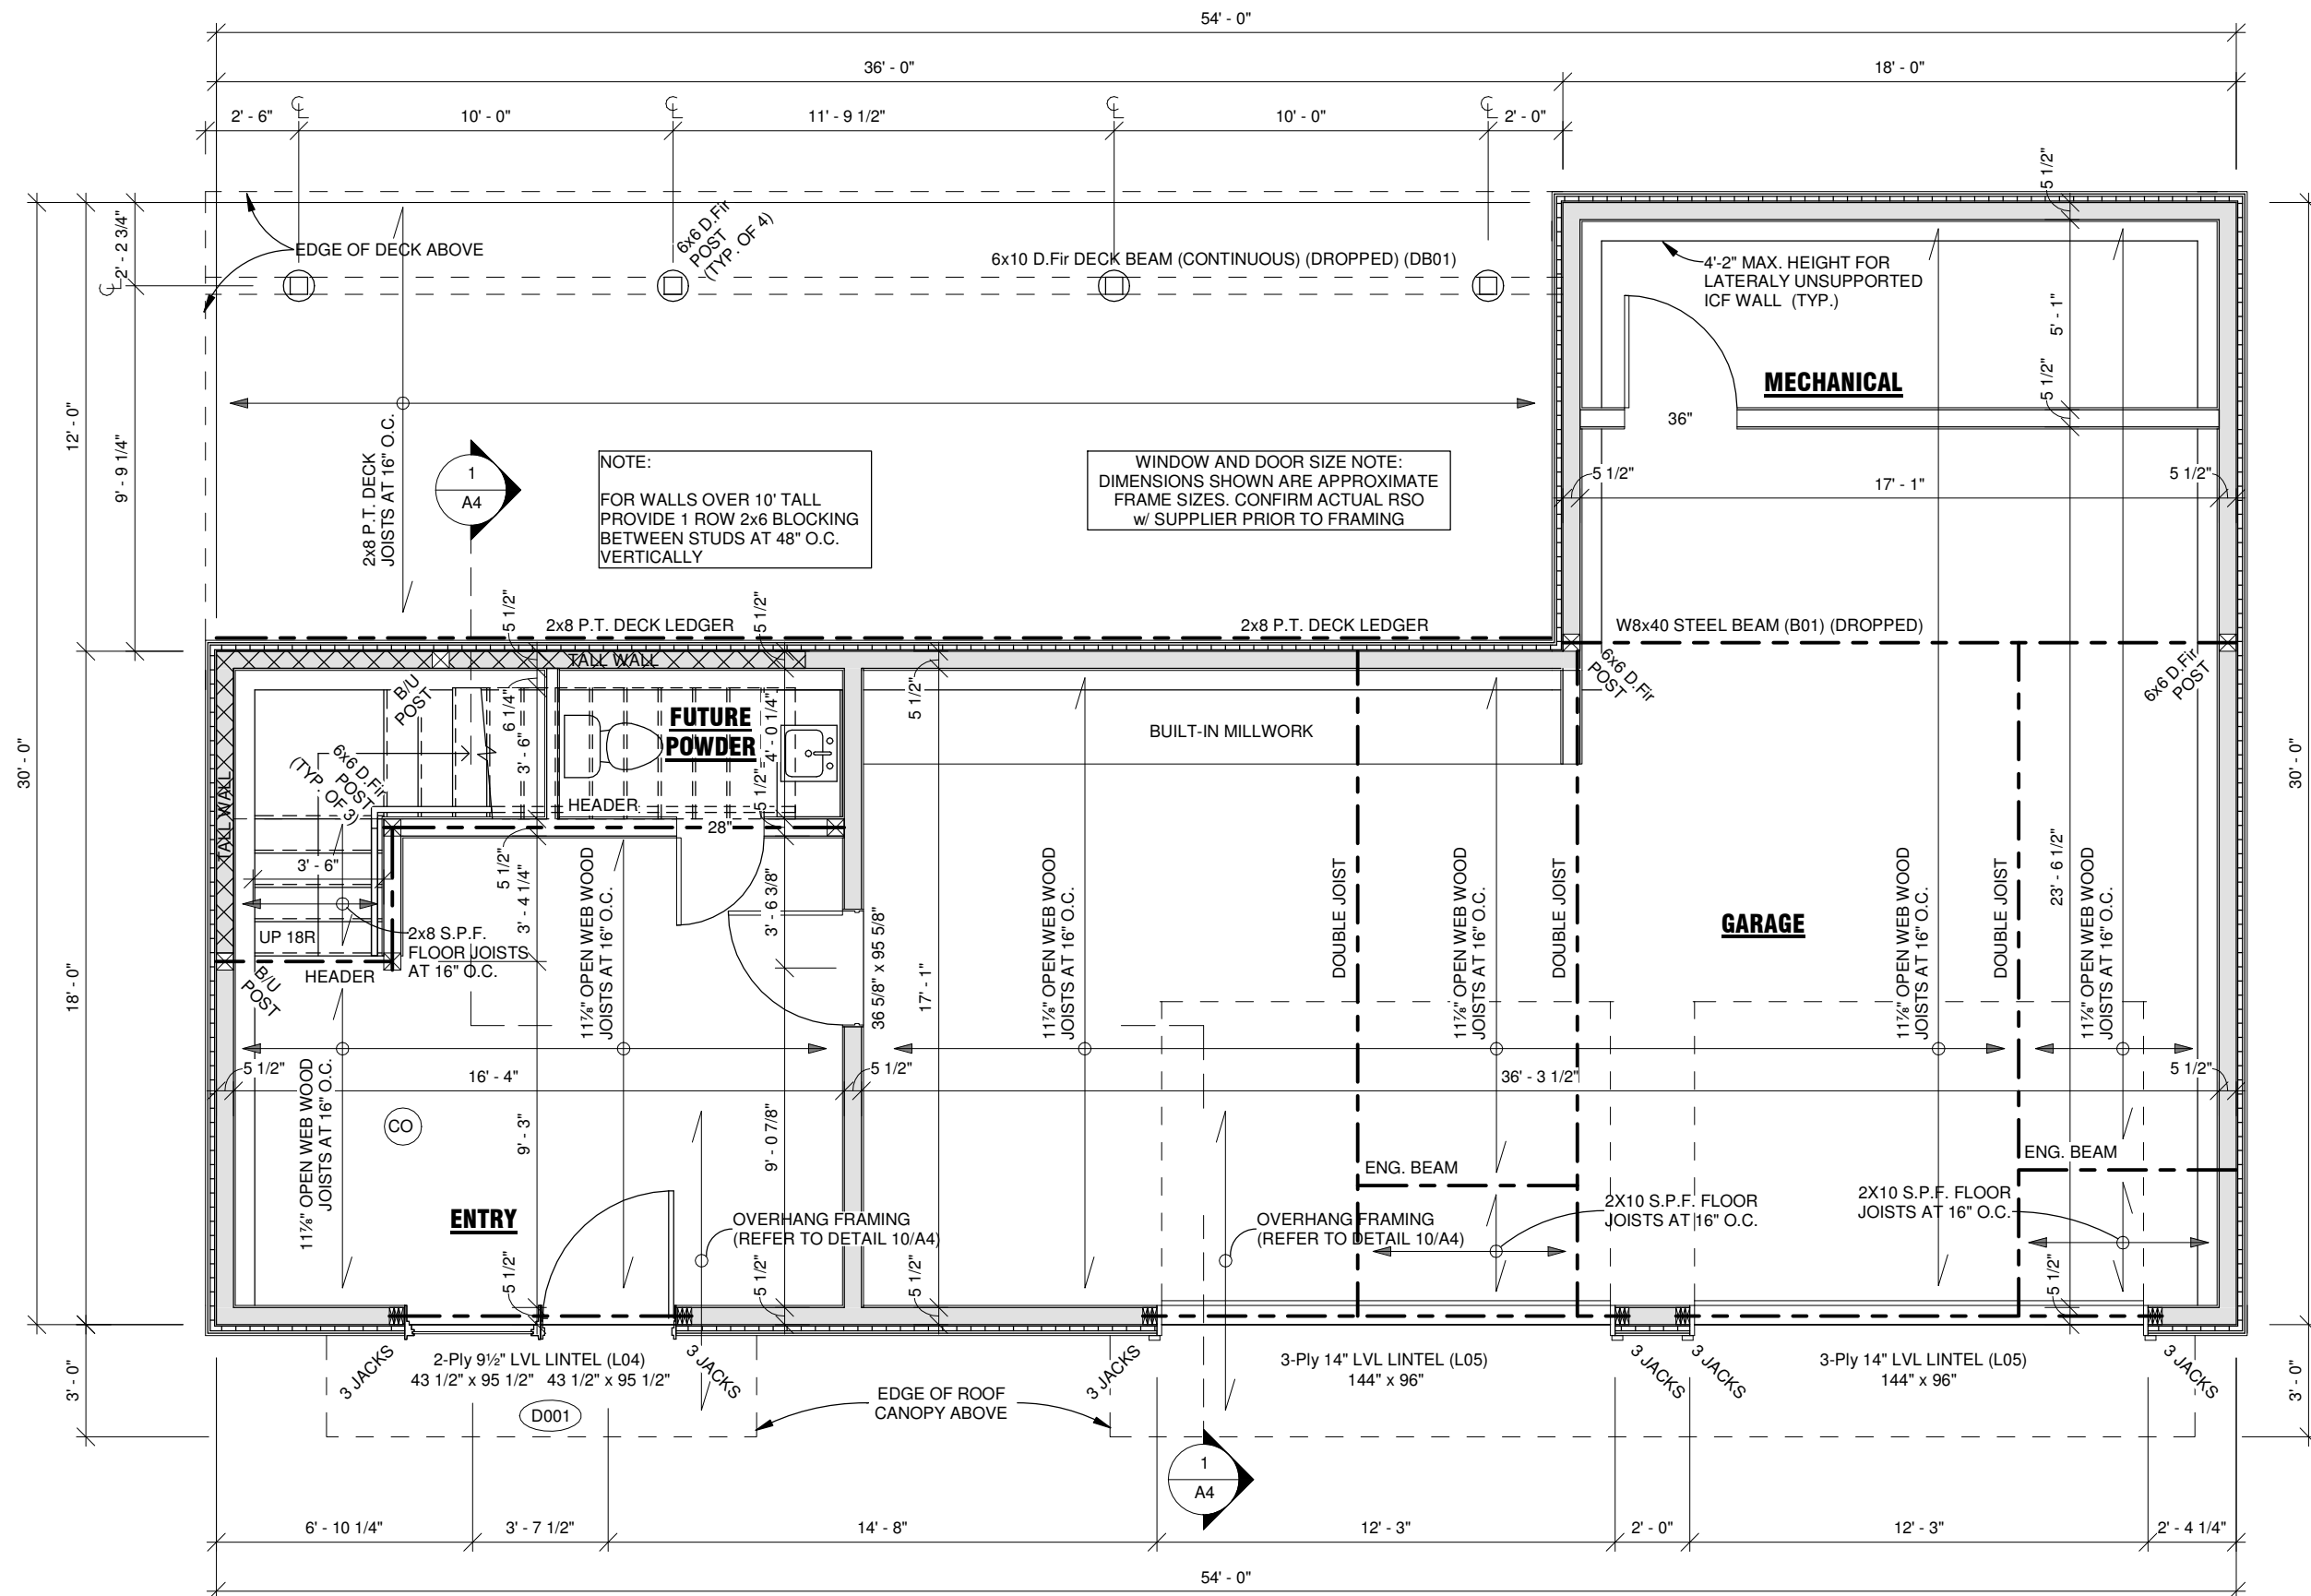 54' - 0"
36' - 0"
18' - 0"
2' - 6"
10' - 0"
11' - 9 1/2"
10' - 0"
2' - 0"
5 1/2"
2' - 2 3/4"
EDGE OF DECK ABOVE
6x6 D.Fir
POST
(TYP. OF 4)
6x10 D.Fir DECK BEAM (CONTINUOUS) (DROPPED) (DB01)
4'-2" MAX. HEIGHT FOR
LATERALY UNSUPPORTED
ICF WALL (TYP.)
5' - 1"
MECHANICAL
5 1/2"
36"
12' - 0"
9' - 9 1/4"
2x8 P.T. DECK
JOISTS AT 16" O.C.
1
A4
NOTE:
FOR WALLS OVER 10' TALL
PROVIDE 1 ROW 2x6 BLOCKING
BETWEEN STUDS AT 48" O.C.
VERTICALLY
WINDOW AND DOOR SIZE NOTE:
DIMENSIONS SHOWN ARE APPROXIMATE
FRAME SIZES. CONFIRM ACTUAL RSO
w/ SUPPLIER PRIOR TO FRAMING
5 1/2"
17' - 1"
5 1/2"
5 1/2"
2x8 P.T. DECK LEDGER
5 1/2"
2x8 P.T. DECK LEDGER
W8x40 STEEL BEAM (B01) (DROPPED)
TALL WALL
B/U
POST
6 1/4"
FUTURE
POWDER
4' - 0 1/4"
5 1/2"
BUILT-IN MILLWORK
6x6 D.Fir
POST
6x6 D.Fir
POST
30' - 0"
30' - 0"
TALL WALL
6x6 D.Fir
POST
(TYP. OF 3)
3' - 6"
HEADER
5 1/2"
28"
3' - 6"
5 1/2"
3' - 4 1/4"
11⅞" OPEN WEB WOOD
JOISTS AT 16" O.C.
3' - 6 3/8"
36 5/8" x 95 5/8"
17' - 1"
11⅞" OPEN WEB WOOD
JOISTS AT 16" O.C.
DOUBLE JOIST
11⅞" OPEN WEB WOOD
JOISTS AT 16" O.C.
DOUBLE JOIST
GARAGE
11⅞" OPEN WEB WOOD
JOISTS AT 16" O.C.
DOUBLE JOIST
23' - 6 1/2"
11⅞" OPEN WEB WOOD
JOISTS AT 16" O.C.
UP 18R
2x8 S.P.F.
FLOOR JOISTS
AT 16" O.C.
HEADER
B/U
POST
18' - 0"
5 1/2"
16' - 4"
5 1/2"
36' - 3 1/2"
5 1/2"
11⅞" OPEN WEB WOOD
JOISTS AT 16" O.C.
CO
9' - 3"
9' - 0 7/8"
ENG. BEAM
ENG. BEAM
ENTRY
OVERHANG FRAMING
(REFER TO DETAIL 10/A4)
OVERHANG FRAMING
(REFER TO DETAIL 10/A4)
2X10 S.P.F. FLOOR
JOISTS AT 16" O.C.
2X10 S.P.F. FLOOR
JOISTS AT 16" O.C.
5 1/2"
5 1/2"
5 1/2"
5 1/2"
3' - 0"
3 JACKS
2-Ply 9½" LVL LINTEL (L04)
43 1/2" x 95 1/2" 43 1/2" x 95 1/2"
3 JACKS
D001
EDGE OF ROOF
CANOPY ABOVE
3 JACKS
3-Ply 14" LVL LINTEL (L05)
144" x 96"
3 JACKS
3 JACKS
3-Ply 14" LVL LINTEL (L05)
144" x 96"
3 JACKS
3' - 0"
1
A4
6' - 10 1/4"
3' - 7 1/2"
14' - 8"
12' - 3"
2' - 0"
12' - 3"
2' - 4 1/4"
54' - 0"